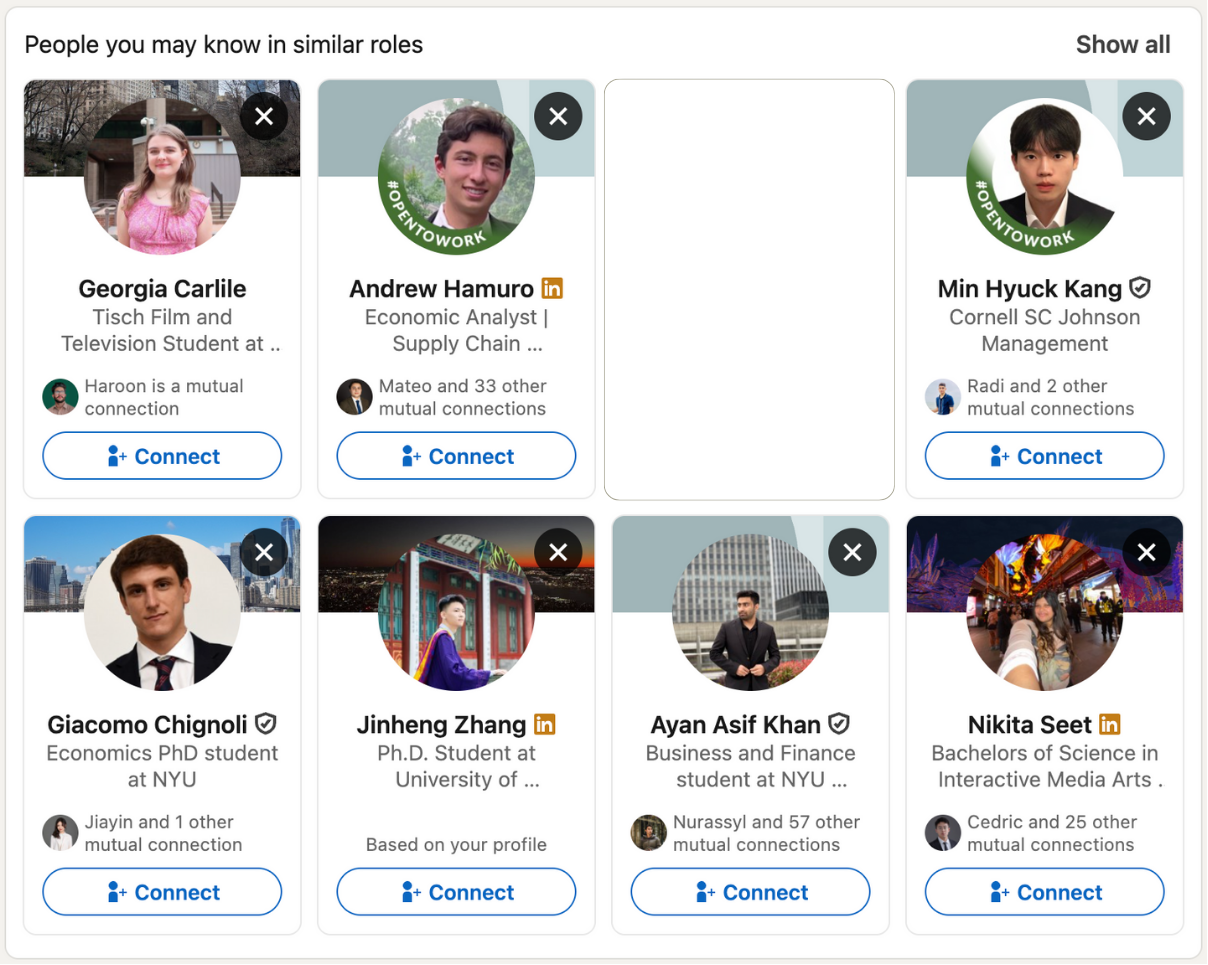 People you may know in similar roles
Show all
Georgia Carlile
Tisch Film and
Television Student at ..
Haroon is a mutual
connection
Connect
#OPENTOWORK
Andrew Hamuro in
Economic Analyst |
Supply Chain ...
Mateo and 33 other
mutual connections
Connect
#OPENTOWORK
Min Hyuck Kang
Cornell SC Johnson
Management
Radi and 2 other
mutual connections
Connect
Giacomo Chignoli
Economics PhD student
at NYU
Jiayin and 1 other
mutual connection
Connect
Jinheng Zhang in
Ph.D. Student at
University of ...
Based on your profile
Connect
Ayan Asif Khan
Business and Finance
student at NYU ...
Nurassyl and 57 other
mutual connections
Connect
Nikita Seet in
Bachelors of Science in
Interactive Media Arts .
Cedric and 25 other
mutual connections
Connect